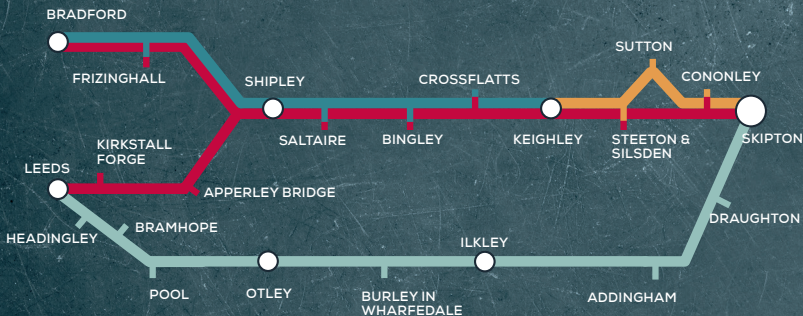 BRADFORD
FRIZINGHALL
SHIPLEY
SUTTON
CROSSFLATTS
CONONLEY
SALTAIRE
BINGLEY
KEIGHLEY
STEETON &
SILSDEN
SKIPTON
KIRKSTALL
FORGE
LEEDS
APPERLEY BRIDGE
HEADINGLEY
BRAMHOPE
DRAUGHTON
ILKLEY
POOL
OTLEY
BURLEY IN
WHARFEDALE
ADDINGHAM